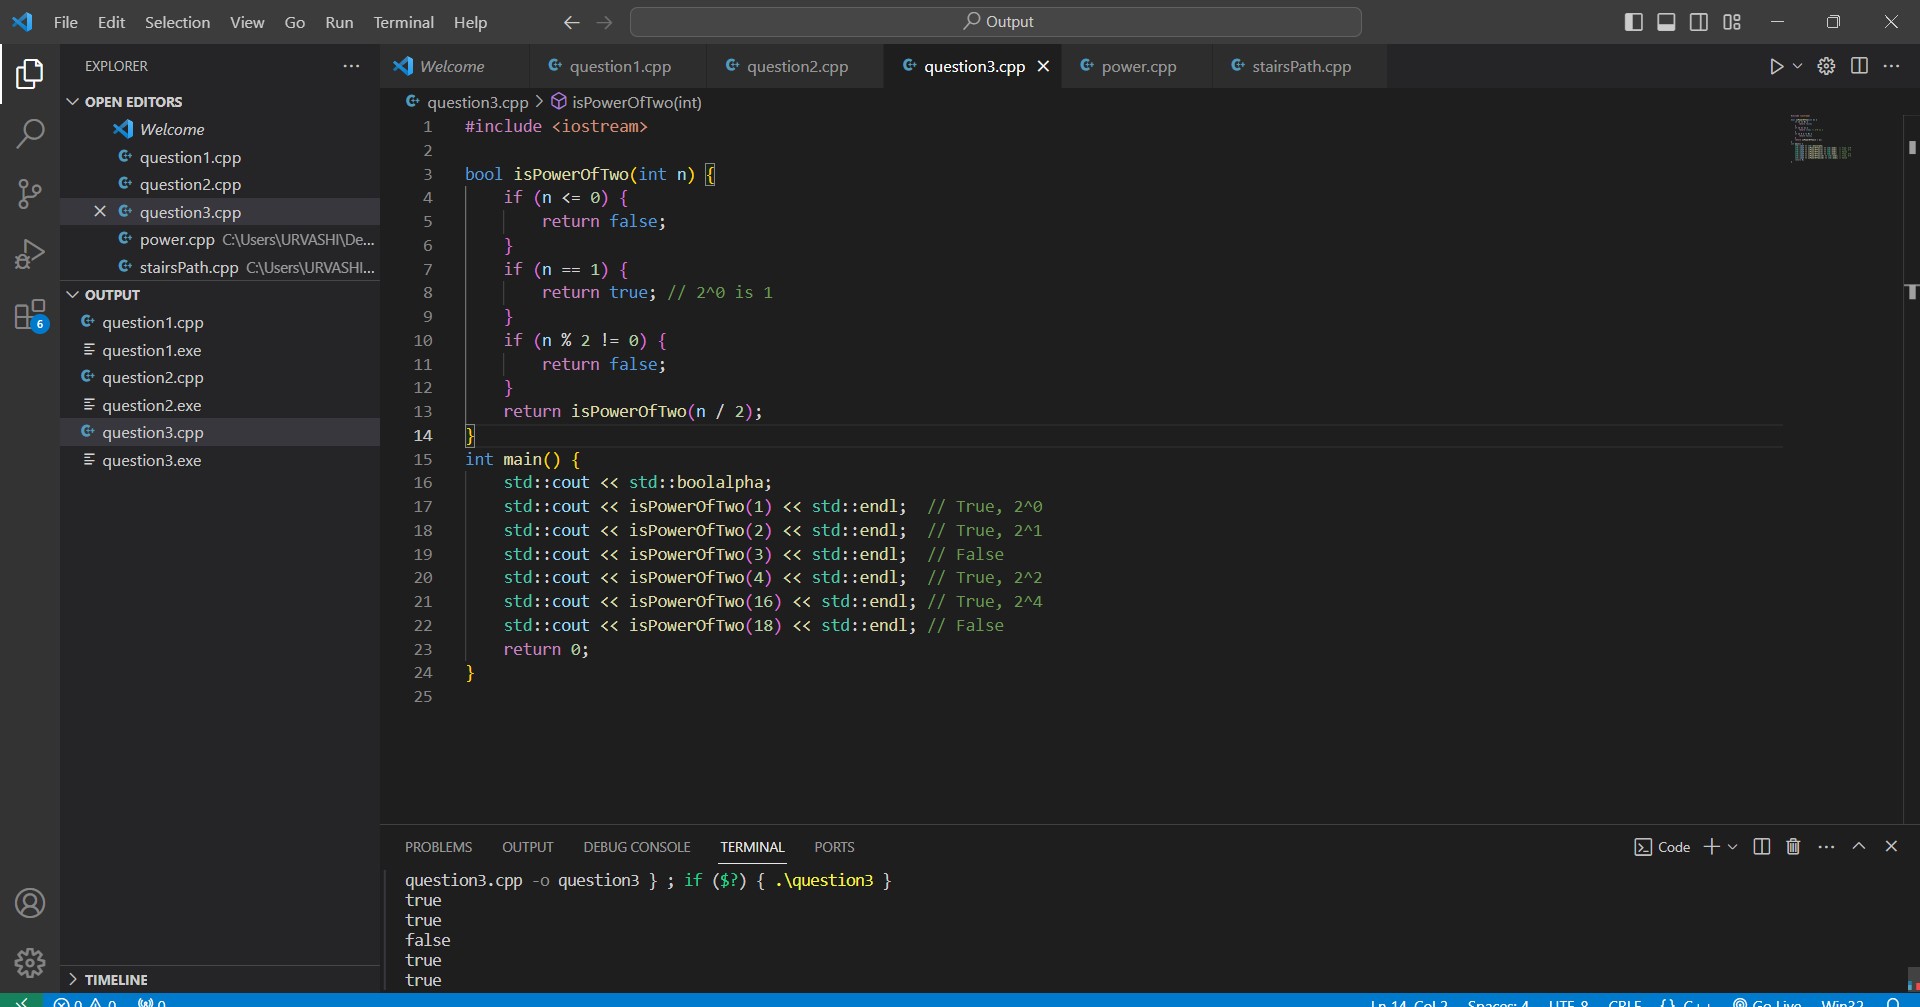 File Edit Selection View Go Run Terminal Help
Output
EXPLORER
OPEN EDITORS
Welcome
question1.cpp
question2.cpp
question3.cpp
power.cpp C:\Users\URVASHI\De...
stairsPath.cpp C:\Users\URVASHI...
OUTPUT
question1.cpp
question1.exe
question2.cpp
question2.exe
question3.cpp
question3.exe
6
TIMELINE
Welcome question1.cpp question2.cpp question3.cpp power.cpp stairsPath.cpp
question3.cpp > isPowerOfTwo(int)
1 #include <iostream>
2
3 bool isPowerOfTwo(int n) {
4 if (n <= 0) {
5 return false;
6 }
7 if (n == 1) {
8 return true; // 2^0 is 1
9 }
10 if (n % 2 != 0) {
11 return false;
12 }
13 return isPowerOfTwo(n / 2);
14 }
15 int main() {
16 std::cout << std::boolalpha;
17 std::cout << isPowerOfTwo(1) << std::endl; // True, 2^0
18 std::cout << isPowerOfTwo(2) << std::endl; // True, 2^1
19 std::cout << isPowerOfTwo(3) << std::endl; // False
20 std::cout << isPowerOfTwo(4) << std::endl; // True, 2^2
21 std::cout << isPowerOfTwo(16) << std::endl; // True, 2^4
22 std::cout << isPowerOfTwo(18) << std::endl; // False
23 return 0;
24 }
25
PROBLEMS OUTPUT DEBUG CONSOLE TERMINAL PORTS
Code
question3.cpp -o question3 } ; if ($?) { .\question3 }
true
true
false
true
true
0 0 0 Ln 14, Col 2 Spaces: 4 UTF-8 CRLF {} C++ Go Live Win32